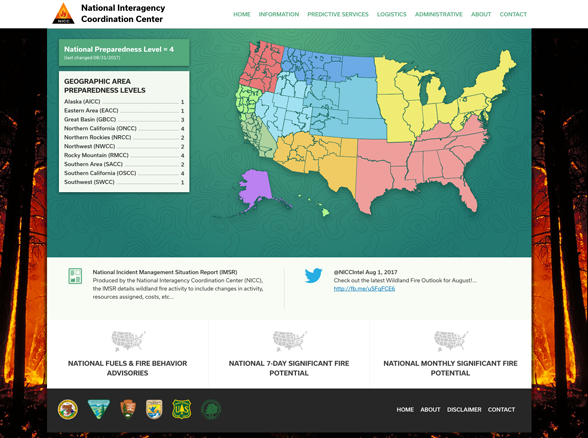 NICC
National Interagency
Coordination Center
HOME INFORMATION PREDICTIVE SERVICES LOGISTICS ADMINISTRATIVE ABOUT CONTACT
National Preparedness Level = 4
(last changed 08/31/2017)
GEOGRAPHIC AREA
PREPAREDNESS LEVELS
Alaska (AICC) 1
Eastern Area (EACC) 1
Great Basin (GBCC) 3
Northern California (ONCC) 4
Northern Rockies (NRCC) 2
Northwest (NWCC) 2
Rocky Mountain (RMCC) 4
Southern Area (SACC) 2
Southern California (OSCC) 4
Southwest (SWCC) 1
National Incident Management Situation Report (IMSR)
Produced by the National Interagency Coordination Center (NICC),
the IMSR details wildland fire activity to include changes in activity,
resources assigned, costs, etc...
@NICCIntel Aug 1, 2017
Check out the latest Wildland Fire Outlook for August!...
http://fb.me/uSFqFCE6
NATIONAL FUELS & FIRE BEHAVIOR
ADVISORIES
NATIONAL 7-DAY SIGNIFICANT FIRE
POTENTIAL
NATIONAL MONTHLY SIGNIFICANT FIRE
POTENTIAL
UAS
HOME ABOUT DISCLAIMER CONTACT